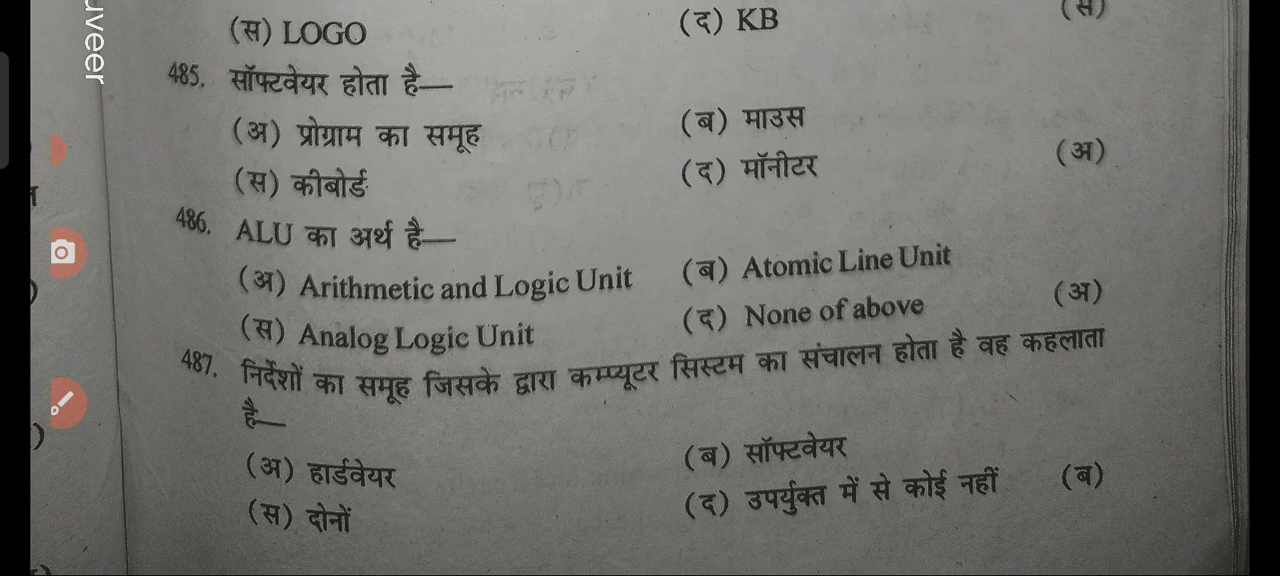 uveer
(स) LOGO (द) KB (स)
485. सॉफ्टवेयर होता है—
(अ) प्रोग्राम का समूह (ब) माउस
(स) कीबोर्ड (द) मॉनीटर (अ)
486. ALU का अर्थ है—
(अ) Arithmetic and Logic Unit (ब) Atomic Line Unit
(स) Analog Logic Unit (द) None of above (अ)
487. निर्देशों का समूह जिसके द्वारा कम्प्यूटर सिस्टम का संचालन होता है वह कहलाता
है—
(अ) हार्डवेयर (ब) सॉफ्टवेयर
(स) दोनों (द) उपर्युक्त में से कोई नहीं (ब)